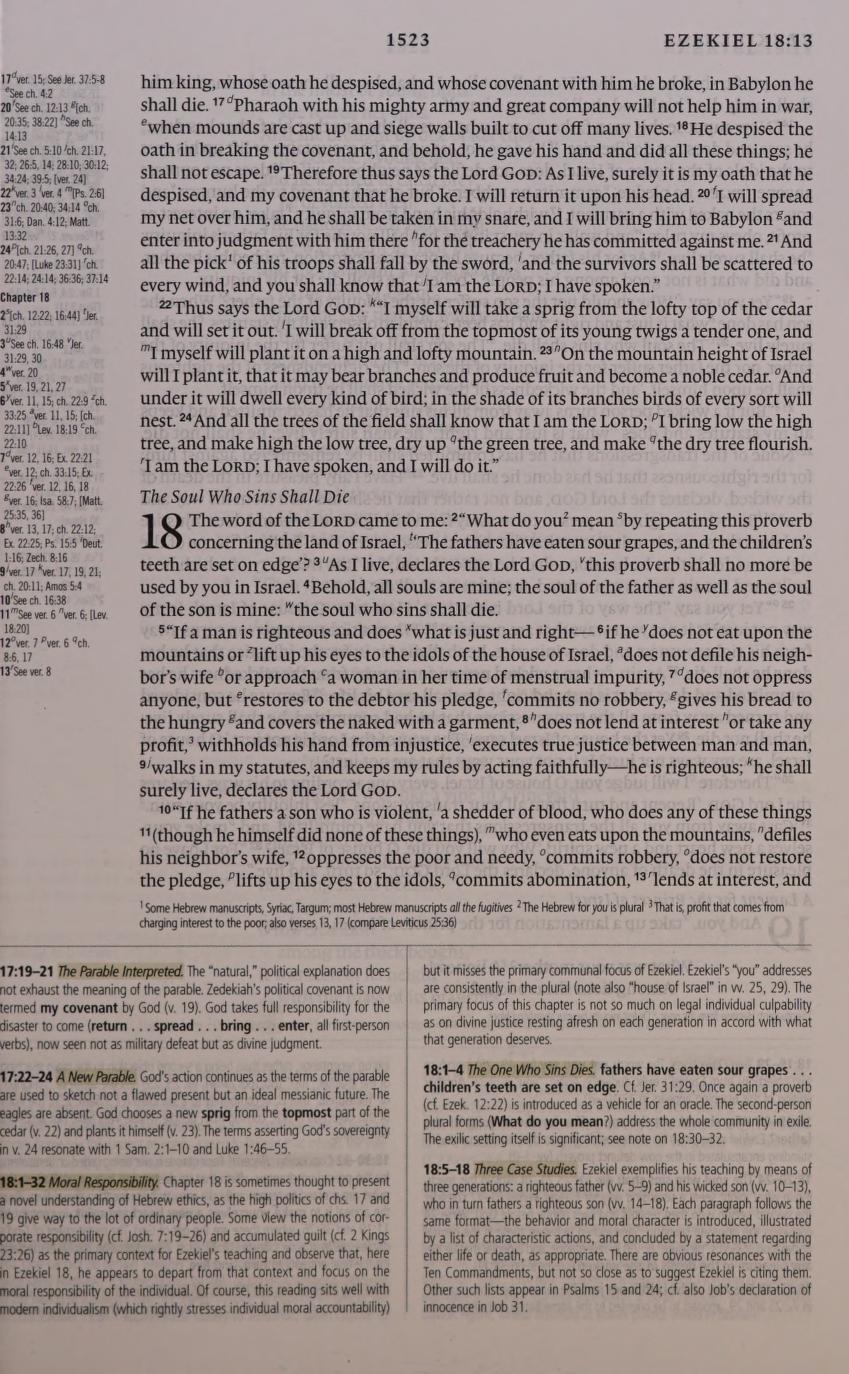 1523
EZEKIEL 18:13
17 d ver. 15; See Jer. 37:5-8
e See ch. 4:2
20 f See ch. 12:13 g [ch.
20:35; 38:22] h See ch.
14:13
21 i See ch. 5:10 j ch. 21:17,
32; 26:5, 14; 28:10; 30:12;
34:24; 39:5; [ver. 24]
22 k ver. 3 l ver. 4 m [Ps. 2:6]
23 n ch. 20:40; 34:14 o ch.
31:6; Dan. 4:12; Matt.
13:32
24 p [ch. 21:26, 27] q ch.
20:47; [Luke 23:31] r ch.
22:14; 24:14; 36:36; 37:14
Chapter 18
2 s [ch. 12:22; 16:44] t Jer.
31:29
3 u See ch. 16:48 v Jer.
31:29, 30
4 w ver. 20
5 x ver. 19, 21, 27
6 y ver. 11, 15; ch. 22:9 z ch.
33:25 a ver. 11, 15; [ch.
22:11] b Lev. 18:19 c ch.
22:10
7 d ver. 12, 16; Ex. 22:21
e ver. 12; ch. 33:15; Ex.
22:26 f ver. 12, 16, 18
g ver. 16; Isa. 58:7; [Matt.
25:35, 36]
8 h ver. 13, 17; ch. 22:12;
Ex. 22:25; Ps. 15:5 i Deut.
1:16; Zech. 8:16
9 j ver. 17 k ver. 17, 19, 21;
ch. 20:11; Amos 5:4
10 l See ch. 16:38
11 m See ver. 6 n ver. 6; [Lev.
18:20]
12 o ver. 7 p ver. 6 q ch.
8:6, 17
13 r See ver. 8
him king, whose oath he despised, and whose covenant with him he broke, in Babylon he
shall die. 17 d Pharaoh with his mighty army and great company will not help him in war,
e when mounds are cast up and siege walls built to cut off many lives. 18 He despised the
oath in breaking the covenant, and behold, he gave his hand and did all these things; he
shall not escape. 19 Therefore thus says the Lord GOD: As I live, surely it is my oath that he
despised, and my covenant that he broke. I will return it upon his head. 20 f I will spread
my net over him, and he shall be taken in my snare, and I will bring him to Babylon g and
enter into judgment with him there h for the treachery he has committed against me. 21 And
all the pick1 of his troops shall fall by the sword, i and the survivors shall be scattered to
every wind, and you shall know that j I am the LORD; I have spoken.”
22 Thus says the Lord GOD: k “I myself will take a sprig from the lofty top of the cedar
and will set it out. l I will break off from the topmost of its young twigs a tender one, and
m I myself will plant it on a high and lofty mountain. 23 n On the mountain height of Israel
will I plant it, that it may bear branches and produce fruit and become a noble cedar. o And
under it will dwell every kind of bird; in the shade of its branches birds of every sort will
nest. 24 And all the trees of the field shall know that I am the LORD; p I bring low the high
tree, and make high the low tree, dry up q the green tree, and make q the dry tree flourish.
r I am the LORD; I have spoken, and I will do it.”
The Soul Who Sins Shall Die
18 The word of the LORD came to me: 2 “What do you2 mean s by repeating this proverb
concerning the land of Israel, t ‘The fathers have eaten sour grapes, and the children's
teeth are set on edge’? 3 u As I live, declares the Lord GOD, v this proverb shall no more be
used by you in Israel. 4 Behold, all souls are mine; the soul of the father as well as the soul
of the son is mine: w the soul who sins shall die.
5 “If a man is righteous and does x what is just and right— 6 if he y does not eat upon the
mountains or z lift up his eyes to the idols of the house of Israel, a does not defile his neigh-
bor's wife b or approach c a woman in her time of menstrual impurity, 7 d does not oppress
anyone, but e restores to the debtor his pledge, f commits no robbery, g gives his bread to
the hungry g and covers the naked with a garment, 8 h does not lend at interest h or take any
profit,3 withholds his hand from injustice, i executes true justice between man and man,
9 j walks in my statutes, and keeps my rules by acting faithfully—he is righteous; k he shall
surely live, declares the Lord GOD.
10 “If he fathers a son who is violent, l a shedder of blood, who does any of these things
11 (though he himself did none of these things), m who even eats upon the mountains, n defiles
his neighbor's wife, 12 oppresses the poor and needy, o commits robbery, o does not restore
the pledge, p lifts up his eyes to the idols, q commits abomination, 13 r lends at interest, and
1 Some Hebrew manuscripts, Syriac, Targum; most Hebrew manuscripts all the fugitives 2 The Hebrew for you is plural 3 That is, profit that comes from
charging interest to the poor; also verses 13, 17 (compare Leviticus 25:36)
17:19–21 The Parable Interpreted. The “natural,” political explanation does
not exhaust the meaning of the parable. Zedekiah's political covenant is now
termed my covenant by God (v. 19). God takes full responsibility for the
disaster to come (return . . . spread . . . bring . . . enter, all first-person
verbs), now seen not as military defeat but as divine judgment.
17:22–24 A New Parable. God's action continues as the terms of the parable
are used to sketch not a flawed present but an ideal messianic future. The
eagles are absent. God chooses a new sprig from the topmost part of the
cedar (v. 22) and plants it himself (v. 23). The terms asserting God's sovereignty
in v. 24 resonate with 1 Sam. 2:1–10 and Luke 1:46–55.
18:1–32 Moral Responsibility. Chapter 18 is sometimes thought to present
a novel understanding of Hebrew ethics, as the high politics of chs. 17 and
19 give way to the lot of ordinary people. Some view the notions of cor-
porate responsibility (cf. Josh. 7:19–26) and accumulated guilt (cf. 2 Kings
23:26) as the primary context for Ezekiel's teaching and observe that, here
in Ezekiel 18, he appears to depart from that context and focus on the
moral responsibility of the individual. Of course, this reading sits well with
modern individualism (which rightly stresses individual moral accountability)
but it misses the primary communal focus of Ezekiel. Ezekiel's “you” addresses
are consistently in the plural (note also “house of Israel” in vv. 25, 29). The
primary focus of this chapter is not so much on legal individual culpability
as on divine justice resting afresh on each generation in accord with what
that generation deserves.
18:1–4 The One Who Sins Dies. fathers have eaten sour grapes . . .
children's teeth are set on edge. Cf. Jer. 31:29. Once again a proverb
(cf. Ezek. 12:22) is introduced as a vehicle for an oracle. The second-person
plural forms (What do you mean?) address the whole community in exile.
The exilic setting itself is significant; see note on 18:30–32.
18:5–18 Three Case Studies. Ezekiel exemplifies his teaching by means of
three generations: a righteous father (vv. 5–9) and his wicked son (vv. 10–13),
who in turn fathers a righteous son (vv. 14–18). Each paragraph follows the
same format—the behavior and moral character is introduced, illustrated
by a list of characteristic actions, and concluded by a statement regarding
either life or death, as appropriate. There are obvious resonances with the
Ten Commandments, but not so close as to suggest Ezekiel is citing them.
Other such lists appear in Psalms 15 and 24; cf. also Job's declaration of
innocence in Job 31.